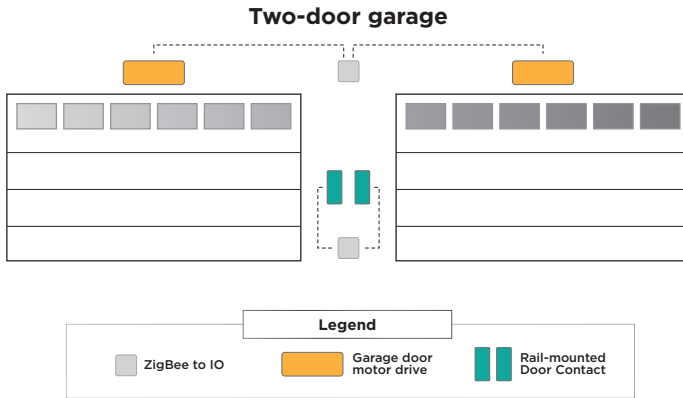 Two-door garage
Legend
ZigBee to IO
Garage door
motor drive
Rail-mounted
Door Contact